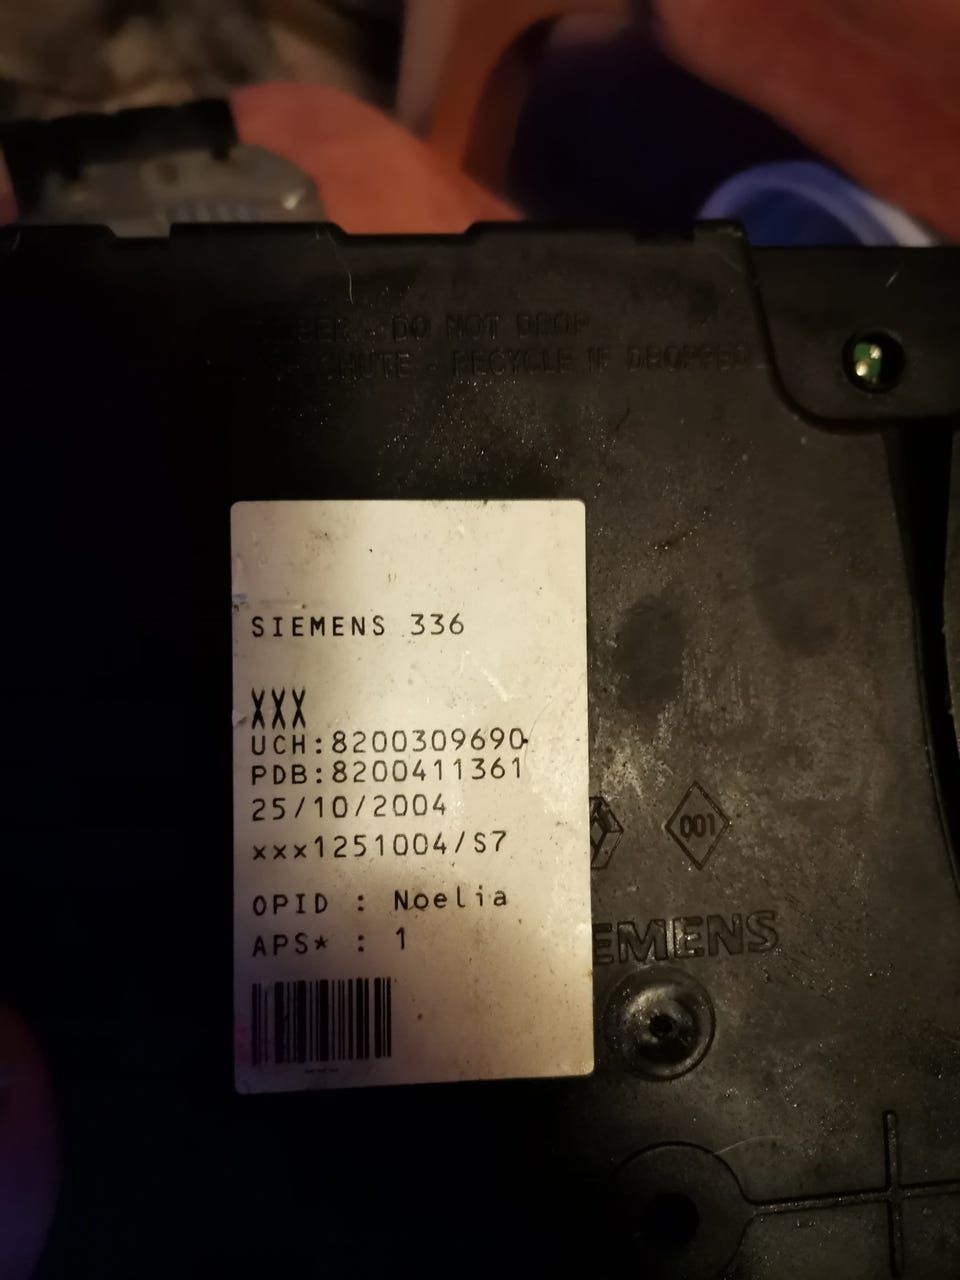 DO NOT DROP
CHUTE - RECYCLE IF DROPPED
SIEMENS 336
XXX
UCH:8200309690
PDB:8200411361
25/10/2004
xxx1251004/S7
OPID : Noelia
APS* : 1
001
EMENS